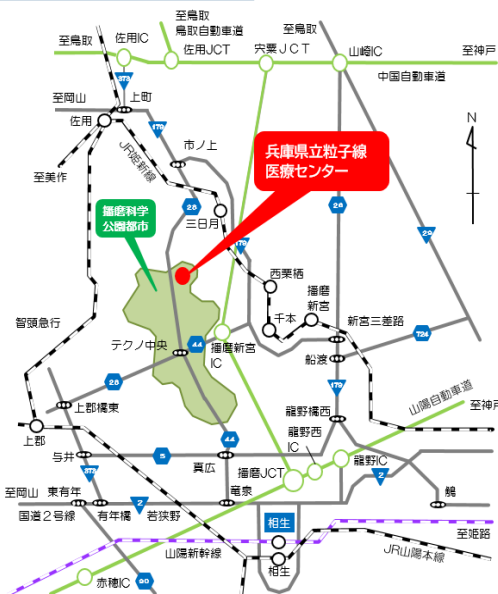 至鳥取
至鳥取
鳥取自動車道
佐用IC
佐用JCT
宍粟JCT
山崎IC
至神戸
中国自動車道
373
至岡山
上町
佐用
179
市ノ上
JR姫新線
兵庫県立粒子線
医療センター
N
至美作
播磨科学
公園都市
28
三日月
26
29
179
西栗栖
千本
播磨
新宮
新宮三差路
724
智頭急行
テクノ中央
44
播磨新宮
IC
船渡
179
山陽自動車道
至神戸
28
上郡橋東
龍野橋西
上郡
44
龍野西
IC
与井
5
真広
龍野IC
373
播磨JCT
2
至岡山
東有年
鵤
国道2号線
有年橋
2
若狭野
竜泉
相生
至姫路
山陽新幹線
相生
JR山陽本線
赤穂IC
90